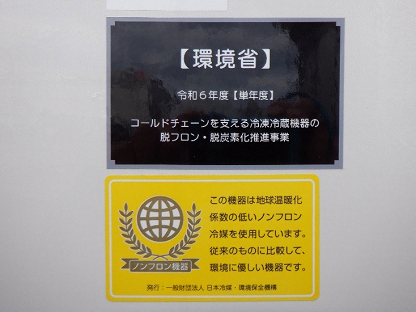 【環境省】
令和6年度【単年度】
コールドチェーンを支える冷凍冷蔵機器の
脱フロン・脱炭素化推進事業
この機器は地球温暖化
係数の低いノンフロン
冷媒を使用しています。
従来のものに比較して、
環境に優しい機器です。
ノンフロン機器
発行：一般財団法人 日本冷媒・環境保全機構